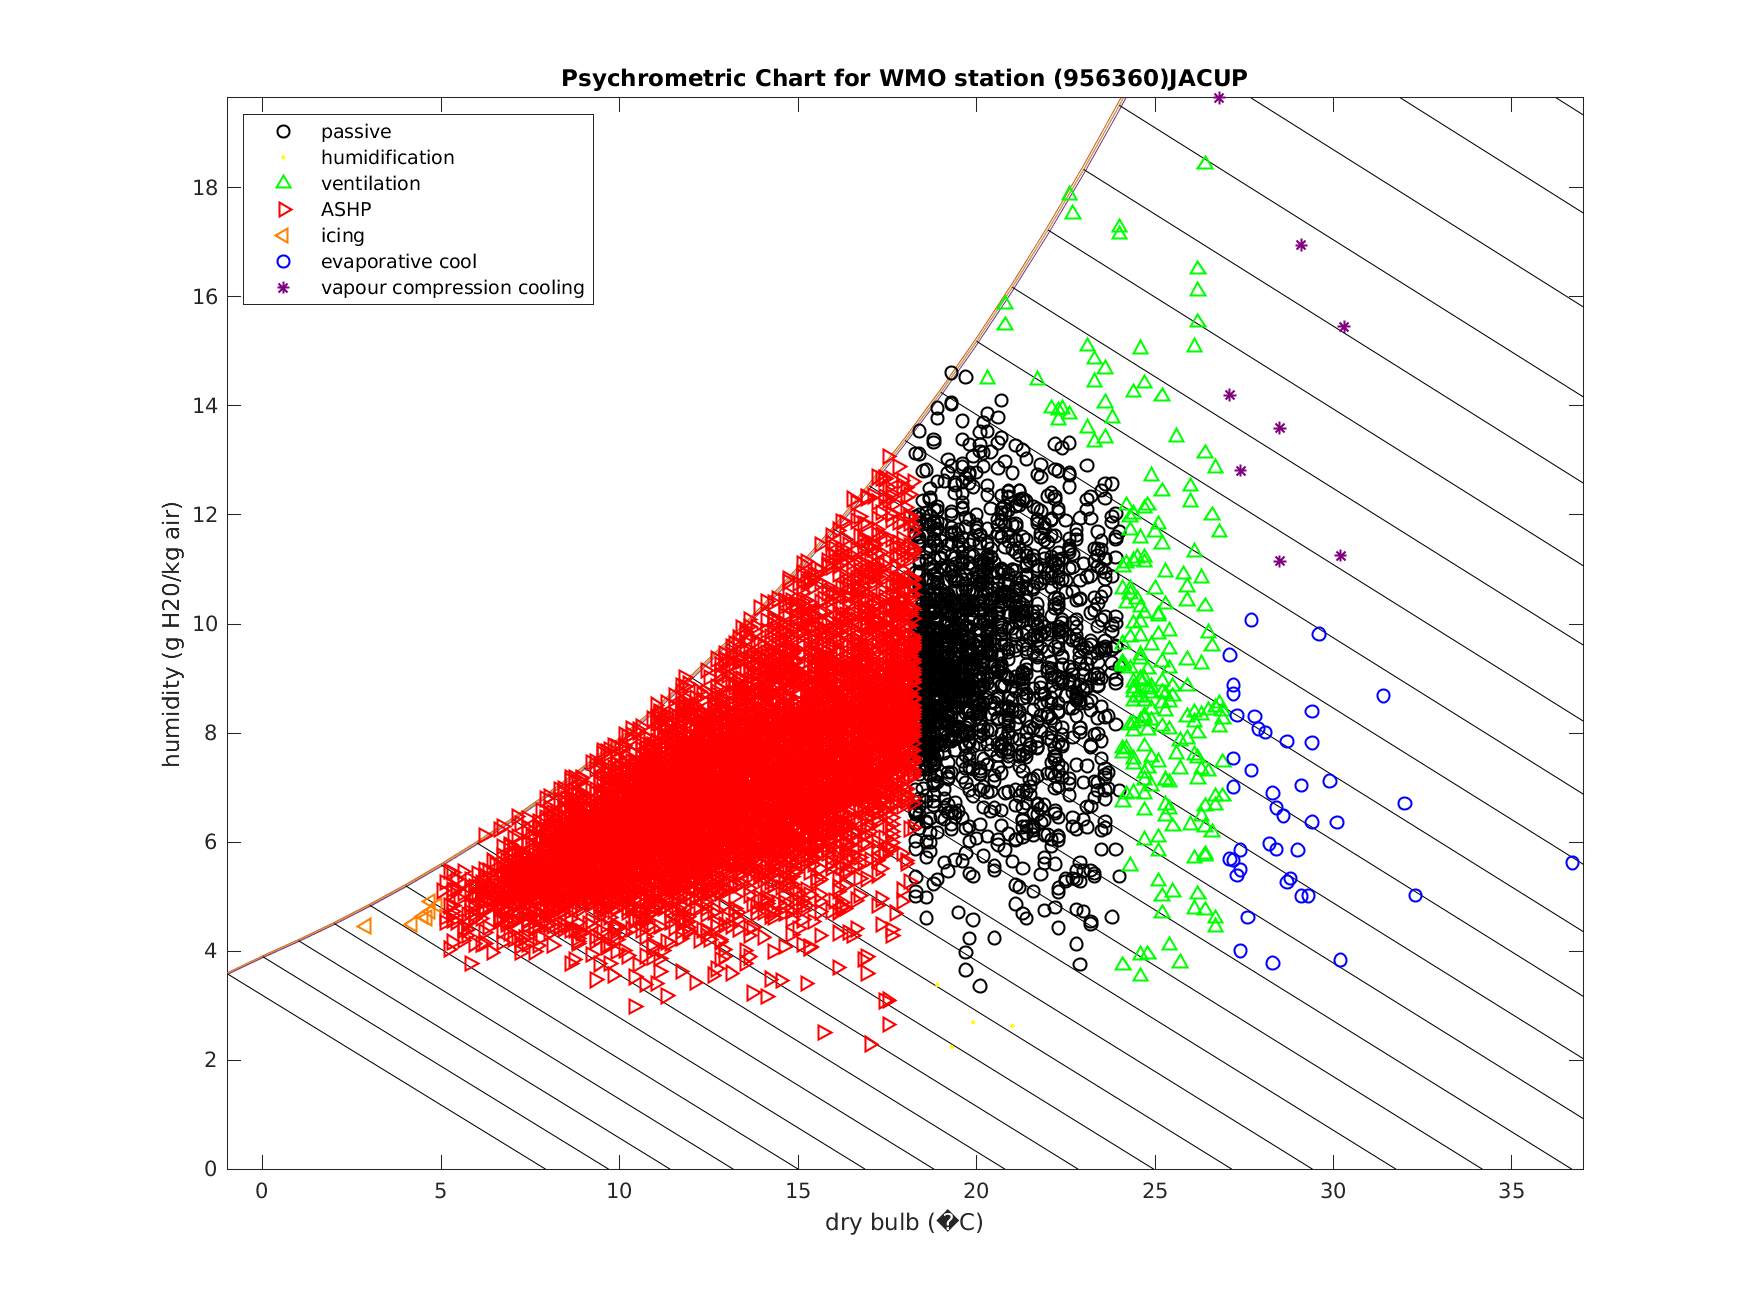 Psychrometric Chart for WMO station (956360)JACUP
passive
humidification
ventilation
ASHP
icing
evaporative cool
vapour compression cooling
humidity (g H20/kg air)
18
16
14
12
10
8
6
4
2
0
0 5 10 15 20 25 30 35
dry bulb (�C)